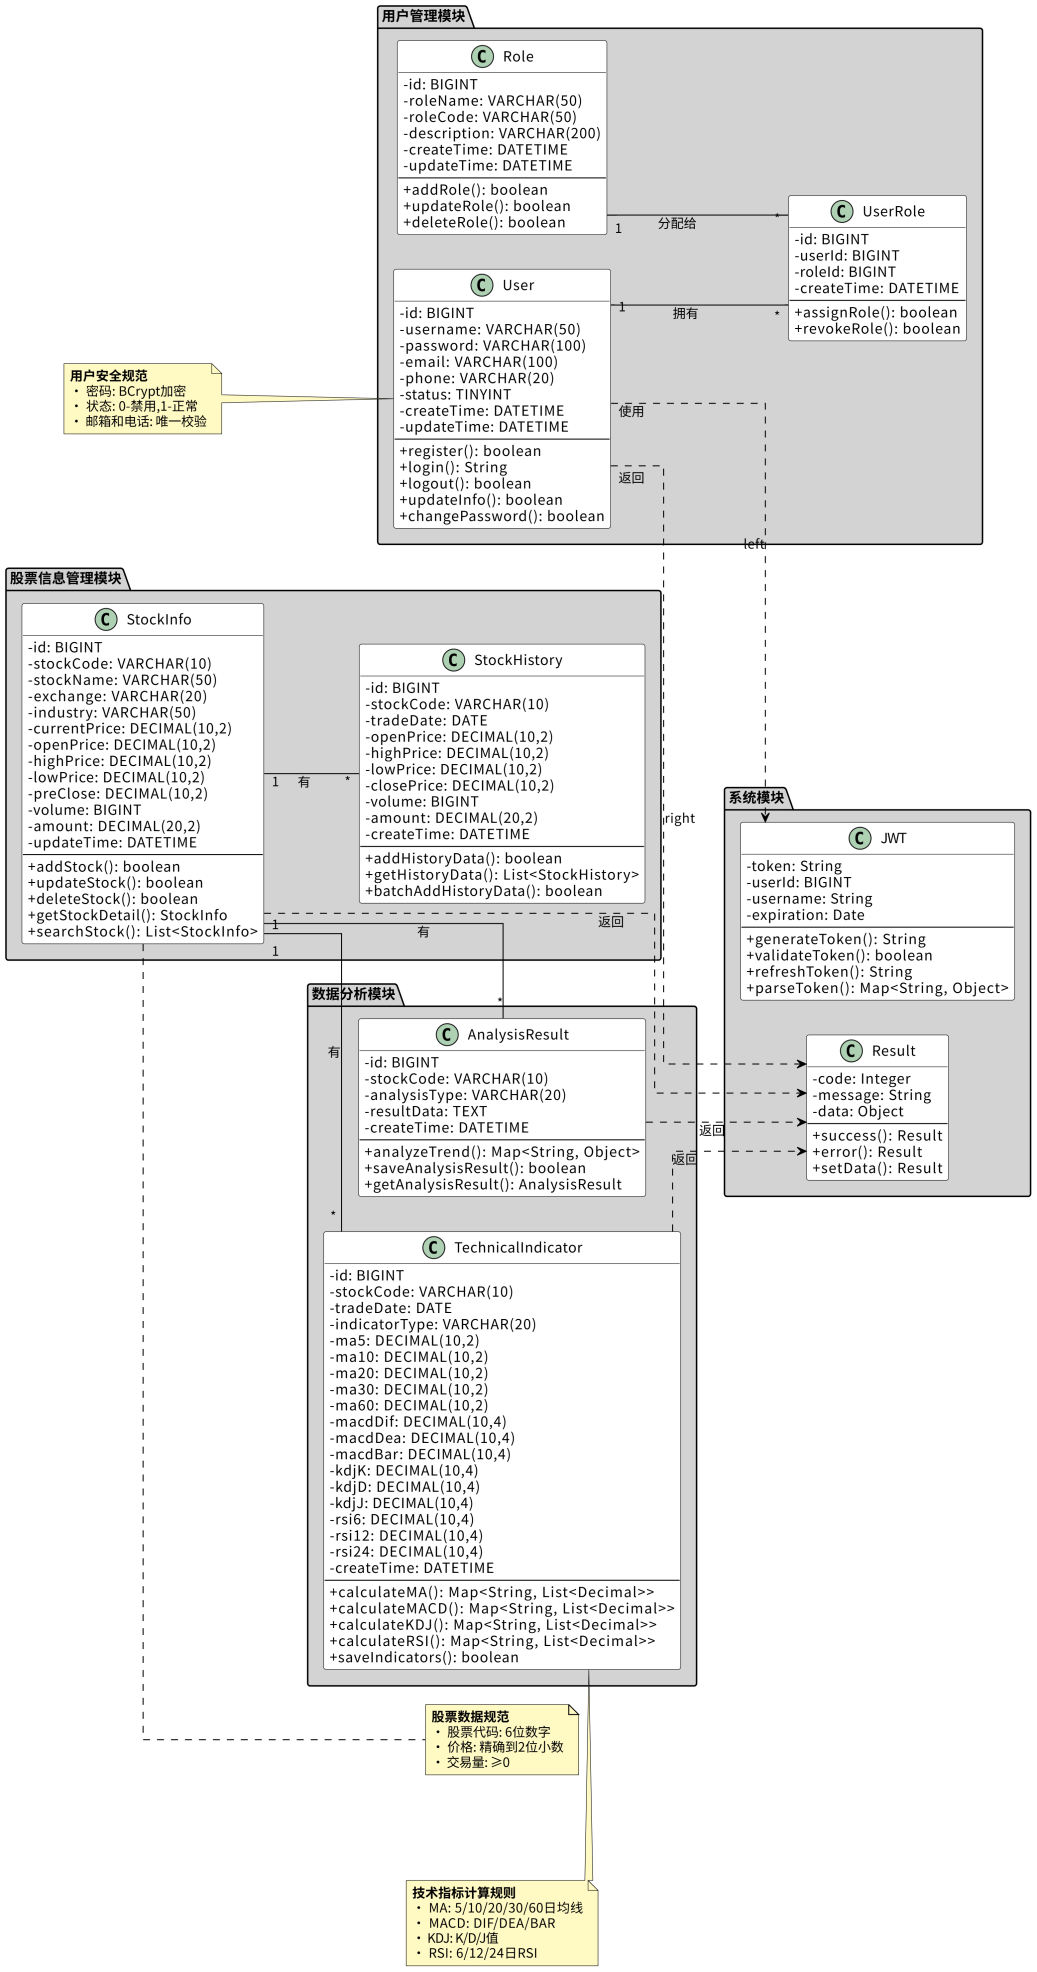 用户管理模块
C Role
-id: BIGINT
-roleName: VARCHAR(50)
-roleCode: VARCHAR(50)
-description: VARCHAR(200)
-createTime: DATETIME
-updateTime: DATETIME
+addRole(): boolean
+updateRole(): boolean
+deleteRole(): boolean
1
分配给
*
C UserRole
-id: BIGINT
-userId: BIGINT
-roleId: BIGINT
-createTime: DATETIME
+assignRole(): boolean
+revokeRole(): boolean
C User
-id: BIGINT
-username: VARCHAR(50)
-password: VARCHAR(100)
-email: VARCHAR(100)
-phone: VARCHAR(20)
-status: TINYINT
-createTime: DATETIME
-updateTime: DATETIME
+register(): boolean
+login(): String
+logout(): boolean
+updateInfo(): boolean
+changePassword(): boolean
1
拥有
*
用户安全规范
• 密码: BCrypt加密
• 状态: 0-禁用,1-正常
• 邮箱和电话: 唯一校验
使用
返回
left
股票信息管理模块
C StockInfo
-id: BIGINT
-stockCode: VARCHAR(10)
-stockName: VARCHAR(50)
-exchange: VARCHAR(20)
-industry: VARCHAR(50)
-currentPrice: DECIMAL(10,2)
-openPrice: DECIMAL(10,2)
-highPrice: DECIMAL(10,2)
-lowPrice: DECIMAL(10,2)
-preClose: DECIMAL(10,2)
-volume: BIGINT
-amount: DECIMAL(20,2)
-updateTime: DATETIME
+addStock(): boolean
+updateStock(): boolean
+deleteStock(): boolean
+getStockDetail(): StockInfo
+searchStock(): List<StockInfo>
1
有
*
C StockHistory
-id: BIGINT
-stockCode: VARCHAR(10)
-tradeDate: DATE
-openPrice: DECIMAL(10,2)
-highPrice: DECIMAL(10,2)
-lowPrice: DECIMAL(10,2)
-closePrice: DECIMAL(10,2)
-volume: BIGINT
-amount: DECIMAL(20,2)
-createTime: DATETIME
+addHistoryData(): boolean
+getHistoryData(): List<StockHistory>
+batchAddHistoryData(): boolean
right
系统模块
C JWT
-token: String
-userId: BIGINT
-username: String
-expiration: Date
+generateToken(): String
+validateToken(): boolean
+refreshToken(): String
+parseToken(): Map<String, Object>
返回
1
有
1
数据分析模块
*
有
C AnalysisResult
-id: BIGINT
-stockCode: VARCHAR(10)
-analysisType: VARCHAR(20)
-resultData: TEXT
-createTime: DATETIME
+analyzeTrend(): Map<String, Object>
+saveAnalysisResult(): boolean
+getAnalysisResult(): AnalysisResult
C Result
-code: Integer
-message: String
-data: Object
+success(): Result
+error(): Result
+setData(): Result
返回
返回
*
C TechnicalIndicator
-id: BIGINT
-stockCode: VARCHAR(10)
-tradeDate: DATE
-indicatorType: VARCHAR(20)
-ma5: DECIMAL(10,2)
-ma10: DECIMAL(10,2)
-ma20: DECIMAL(10,2)
-ma30: DECIMAL(10,2)
-ma60: DECIMAL(10,2)
-macdDif: DECIMAL(10,4)
-macdDea: DECIMAL(10,4)
-macdBar: DECIMAL(10,4)
-kdjK: DECIMAL(10,4)
-kdjD: DECIMAL(10,4)
-kdjJ: DECIMAL(10,4)
-rsi6: DECIMAL(10,4)
-rsi12: DECIMAL(10,4)
-rsi24: DECIMAL(10,4)
-createTime: DATETIME
+calculateMA(): Map<String, List<Decimal>>
+calculateMACD(): Map<String, List<Decimal>>
+calculateKDJ(): Map<String, List<Decimal>>
+calculateRSI(): Map<String, List<Decimal>>
+saveIndicators(): boolean
股票数据规范
• 股票代码: 6位数字
• 价格: 精确到2位小数
• 交易量: ≥0
技术指标计算规则
• MA: 5/10/20/30/60日均线
• MACD: DIF/DEA/BAR
• KDJ: K/D/J值
• RSI: 6/12/24日RSI